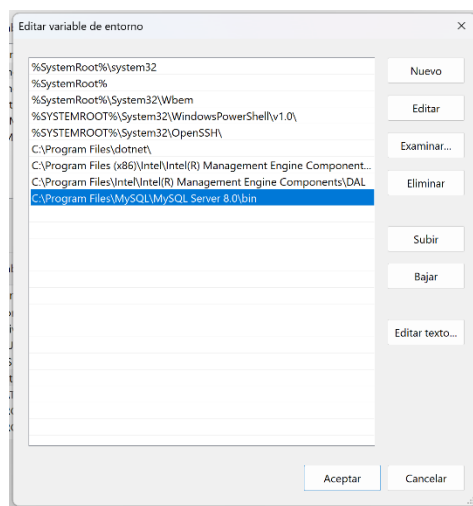 Editar variable de entorno
%SystemRoot%\system32
%SystemRoot%
%SystemRoot%\System32\Wbem
%SYSTEMROOT%\System32\WindowsPowerShell\v1.0\
%SYSTEMROOT%\System32\OpenSSH\
C:\Program Files\dotnet\
C:\Program Files (x86)\Intel\Intel(R) Management Engine Component...
C:\Program Files\Intel\Intel(R) Management Engine Components\DAL
C:\Program Files\MySQL\MySQL Server 8.0\bin
Nuevo
Editar
Examinar...
Eliminar
Subir
Bajar
Editar texto...
Aceptar
Cancelar